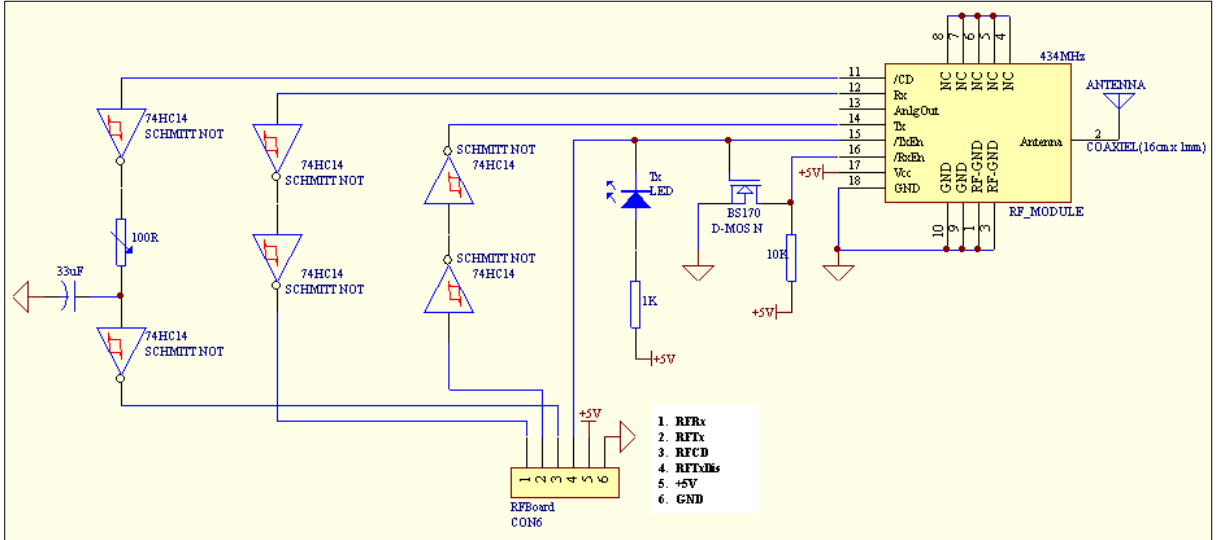 8 7 6 5 4
434MHz
NC NC NC NC NC
ANTENNA
11 /CD
12 Rx
13 AnlgOut
14 Tx
15 /TxEn
16 /RxEn
17 Vcc
18 GND
+5V
Antenna 2
COAXIEL(16cm x 1mm)
GND GND RF-GND RF-GND
RF_MODULE
10 9 1 3
74HC14
SCHMITT NOT
74HC14
SCHMITT NOT
SCHMITT NOT
74HC14
Tx
LED
BS170
D-MOS N
100R
74HC14
SCHMITT NOT
SCHMITT NOT
74HC14
10K
33uF
1K
+5V
74HC14
SCHMITT NOT
+5V
+5V
1 2 3 4 5 6
RFBoard
CON6
1. RFRx
2. RFTx
3. RFCD
4. RFTxDis
5. +5V
6. GND